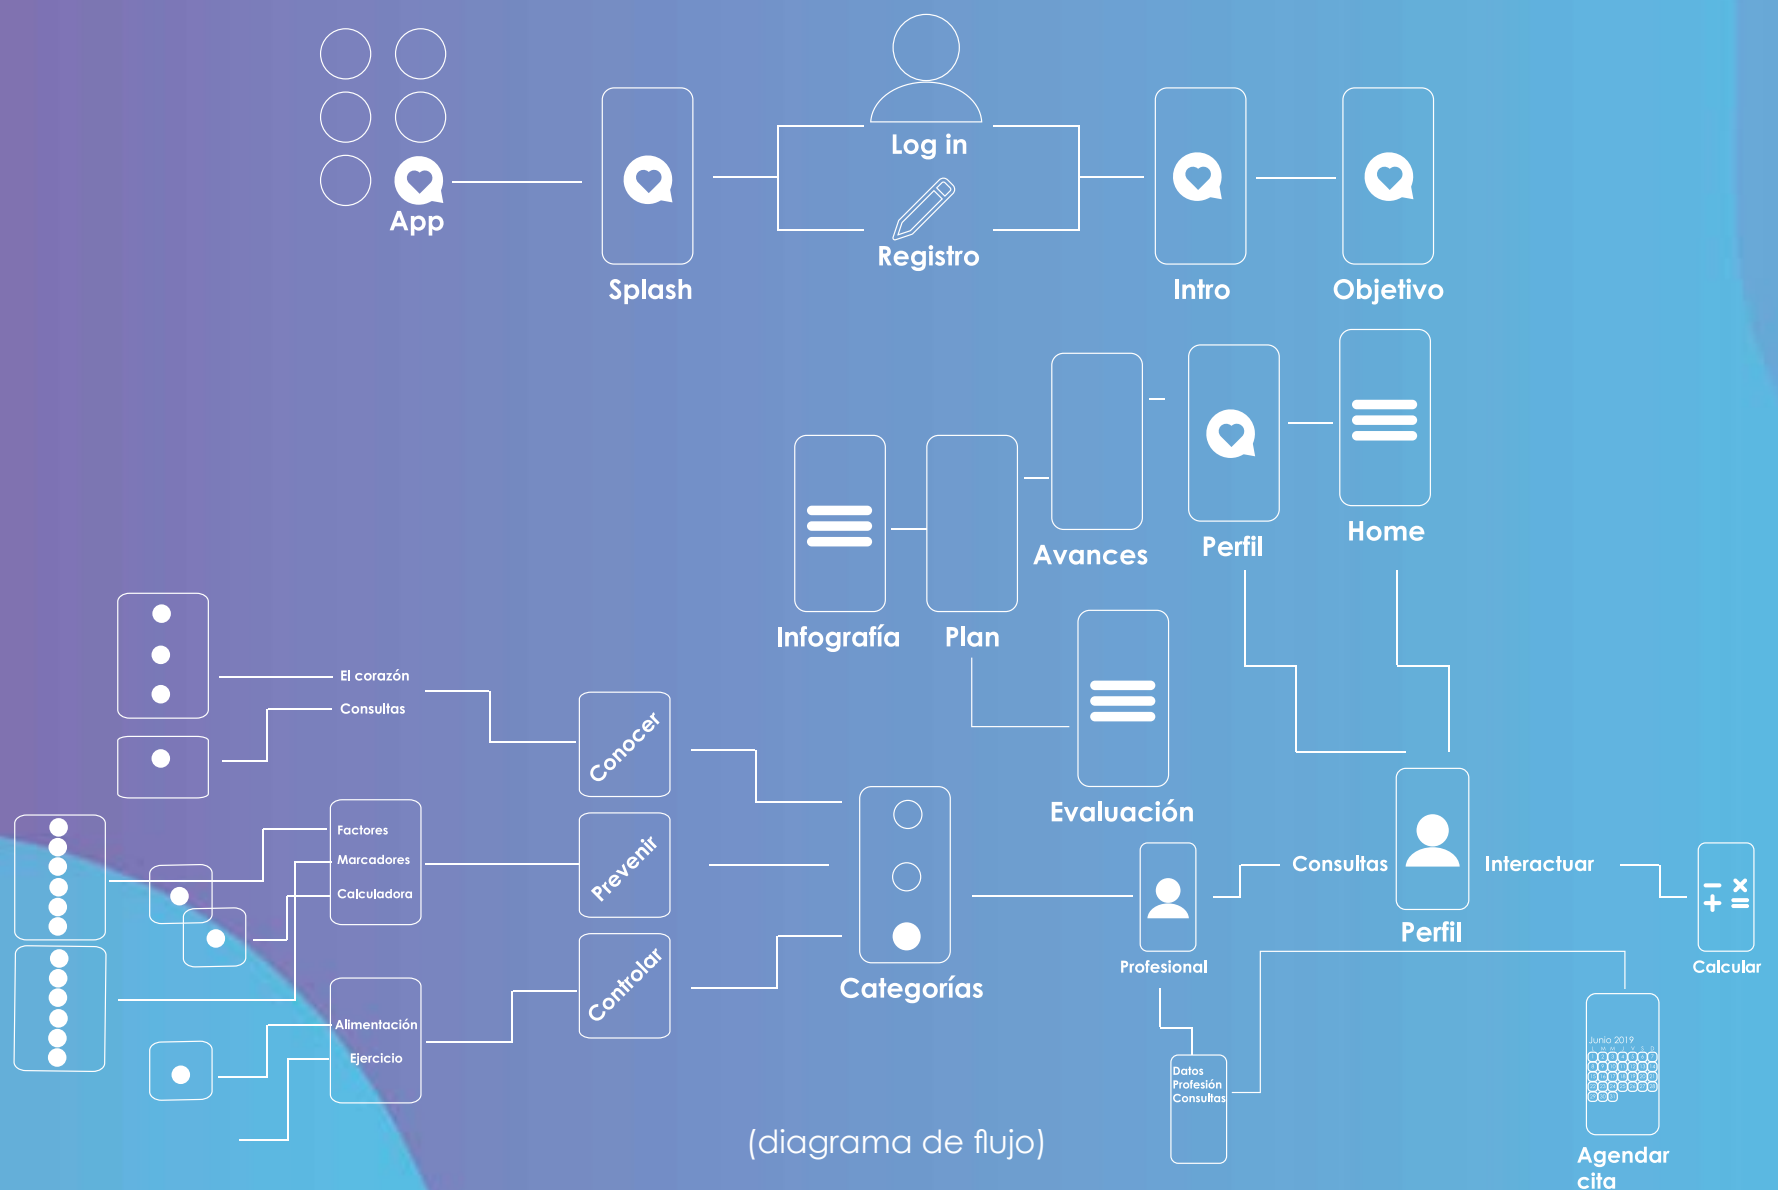 App
Splash
Log in
Registro
Intro
Objetivo
Infografía
Plan
Avances
Perfil
Home
Evaluación
El corazón
Consultas
Conocer
Factores
Marcadores
Calculadora
Prevenir
Alimentación
Ejercicio
Controlar
Categorías
Profesional
Consultas
Interactuar
Perfil
Calcular
Datos
Profesión
Consultas
Junio 2019
Agendar
cita
(diagrama de flujo)